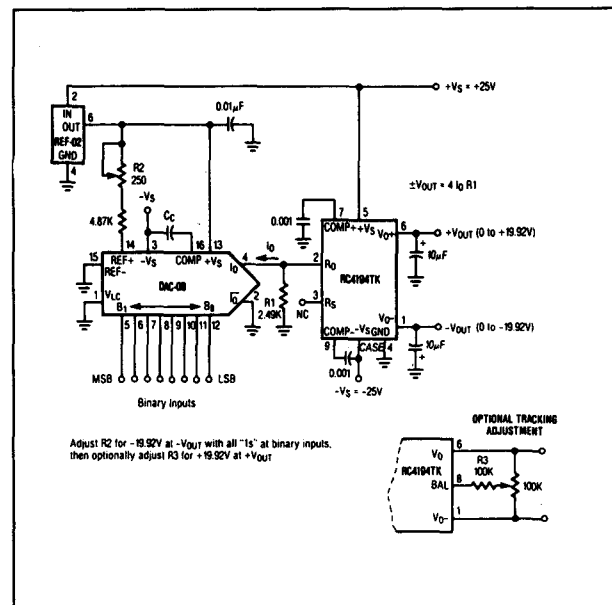 2
+VS = +25V
IN
OUT
6
REF-02
GND
4
0.01µF
R2
250
-VS
CC
4.87K
±VOUT = 4 IO R1
0.001
7
5
COMP+
+VS
VO+
6
+VOUT (0 to +19.92V)
10µF
+
14
3
16
13
15
REF+
-VS
COMP
+VS
REF-
IO
4
IO
2
RO
RC4194TK
1
VLC
DAC-08
IO
2
R1
2.49K
NC
3
RS
VO-
1
-VOUT (0 to -19.92V)
B1
B8
5 6 7 8 9 10 11 12
COMP-
-VS
GND
9
CASE
4
10µF
+
0.001
-VS = -25V
MSB
LSB
Binary Inputs
Adjust R2 for -19.92V at -VOUT with all "1s" at binary inputs,
then optionally adjust R3 for +19.92V at +VOUT
OPTIONAL TRACKING
ADJUSTMENT
VO
6
RC4194TK
R3
100K
BAL
8
100K
VO-
1